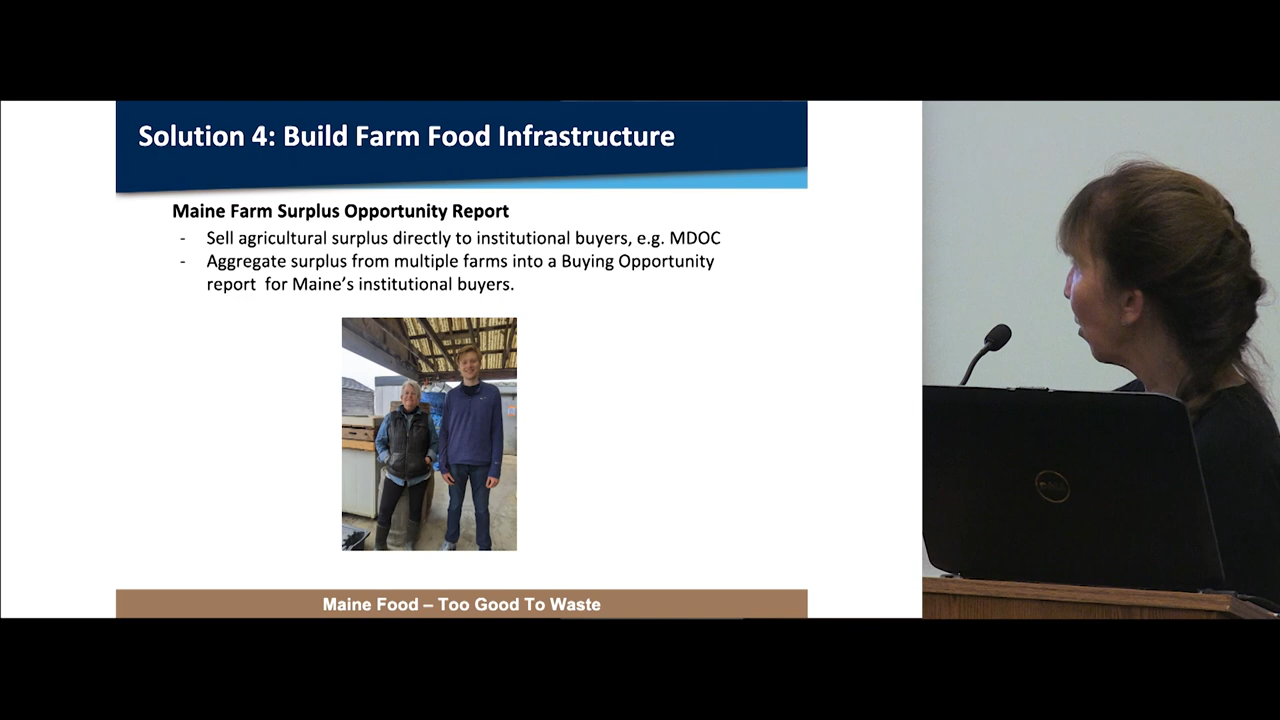 Solution 4: Build Farm Food Infrastructure
Maine Farm Surplus Opportunity Report
- Sell agricultural surplus directly to institutional buyers, e.g. MDOC
- Aggregate surplus from multiple farms into a Buying Opportunity
report for Maine's institutional buyers.
Maine Food – Too Good To Waste
DELL